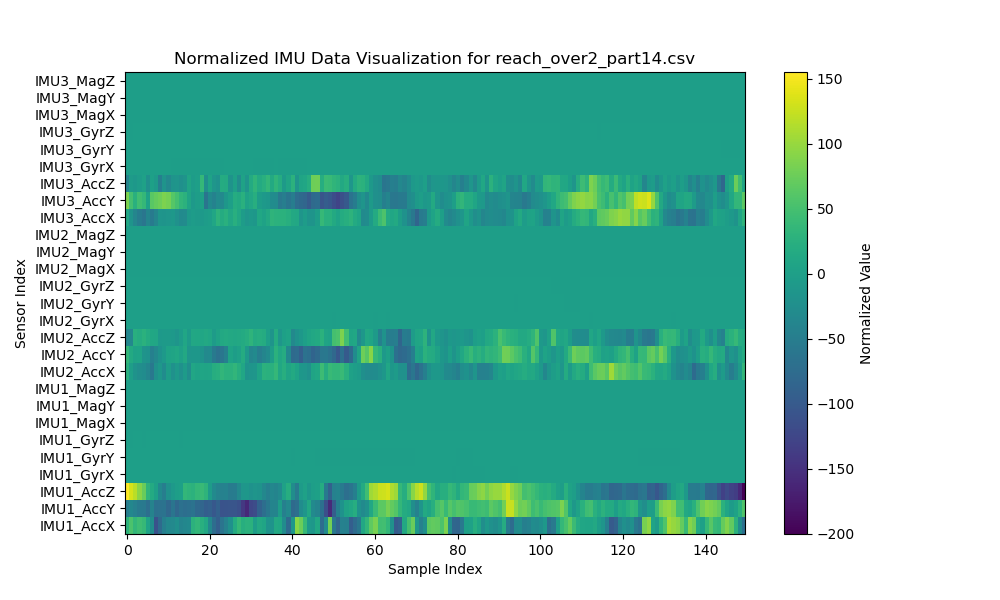 Normalized IMU Data Visualization for reach_over2_part14.csv
IMU3_MagZ
IMU3_MagY
IMU3_MagX
IMU3_GyrZ
IMU3_GyrY
IMU3_GyrX
IMU3_AccZ
IMU3_AccY
IMU3_AccX
IMU2_MagZ
IMU2_MagY
IMU2_MagX
IMU2_GyrZ
IMU2_GyrY
IMU2_GyrX
IMU2_AccZ
IMU2_AccY
IMU2_AccX
IMU1_MagZ
IMU1_MagY
IMU1_MagX
IMU1_GyrZ
IMU1_GyrY
IMU1_GyrX
IMU1_AccZ
IMU1_AccY
IMU1_AccX
Sensor Index
0 20 40 60 80 100 120 140
Sample Index
150
100
50
0
−50
−100
−150
−200
Normalized Value